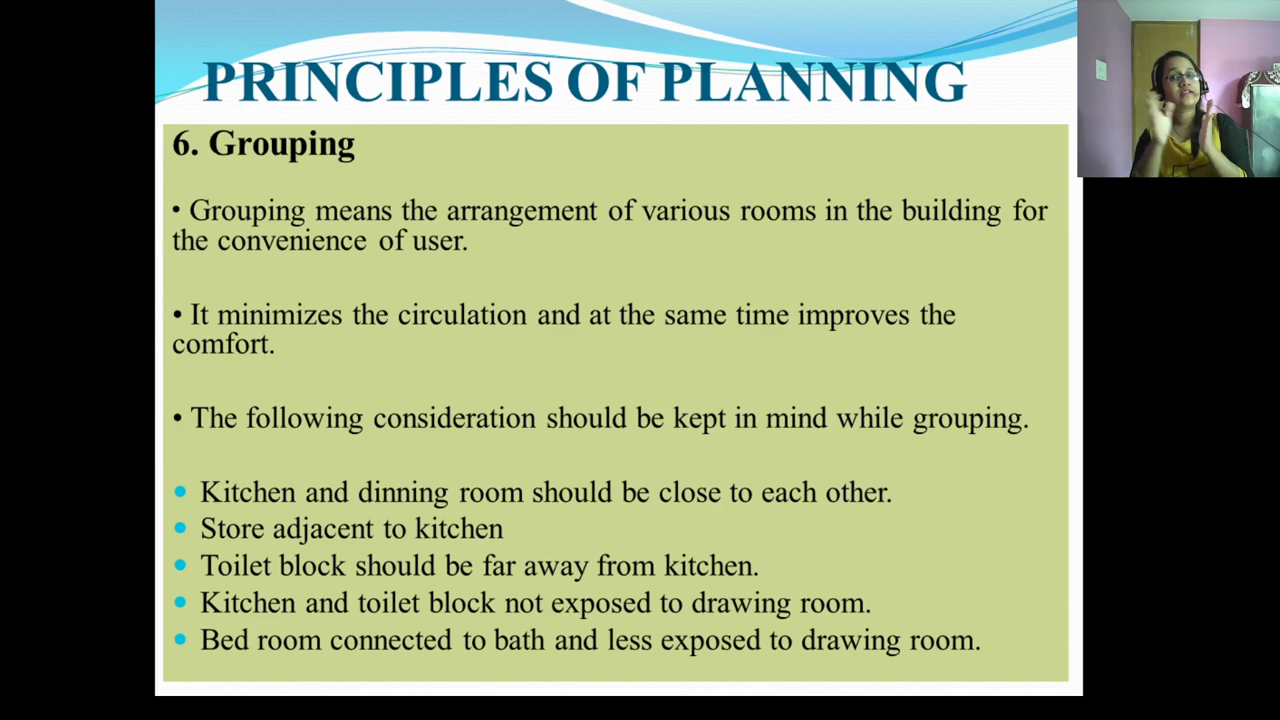 PRINCIPLES OF PLANNING
6. Grouping
• Grouping means the arrangement of various rooms in the building for
the convenience of user.
• It minimizes the circulation and at the same time improves the
comfort.
• The following consideration should be kept in mind while grouping.
• Kitchen and dinning room should be close to each other.
• Store adjacent to kitchen
• Toilet block should be far away from kitchen.
• Kitchen and toilet block not exposed to drawing room.
• Bed room connected to bath and less exposed to drawing room.